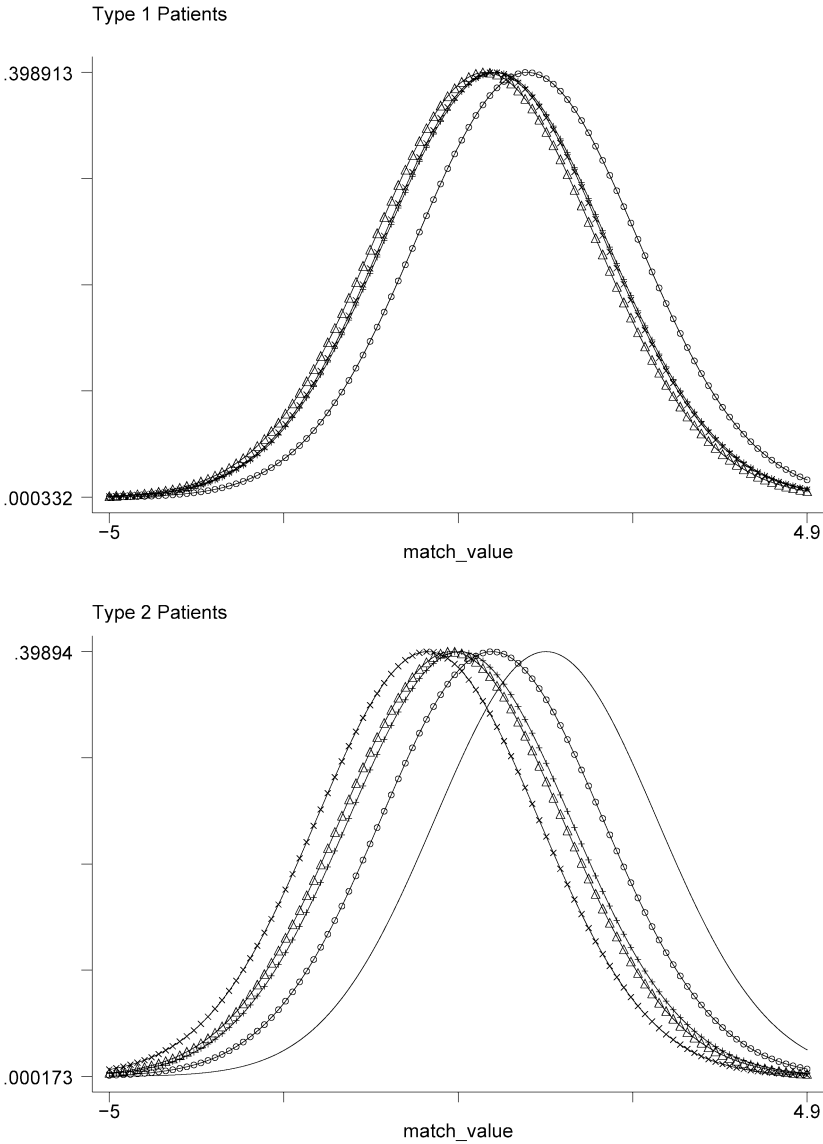 Type 1 Patients
.398913
.000332
−5
4.9
match_value
Type 2 Patients
.39894
.000173
−5
4.9
match_value